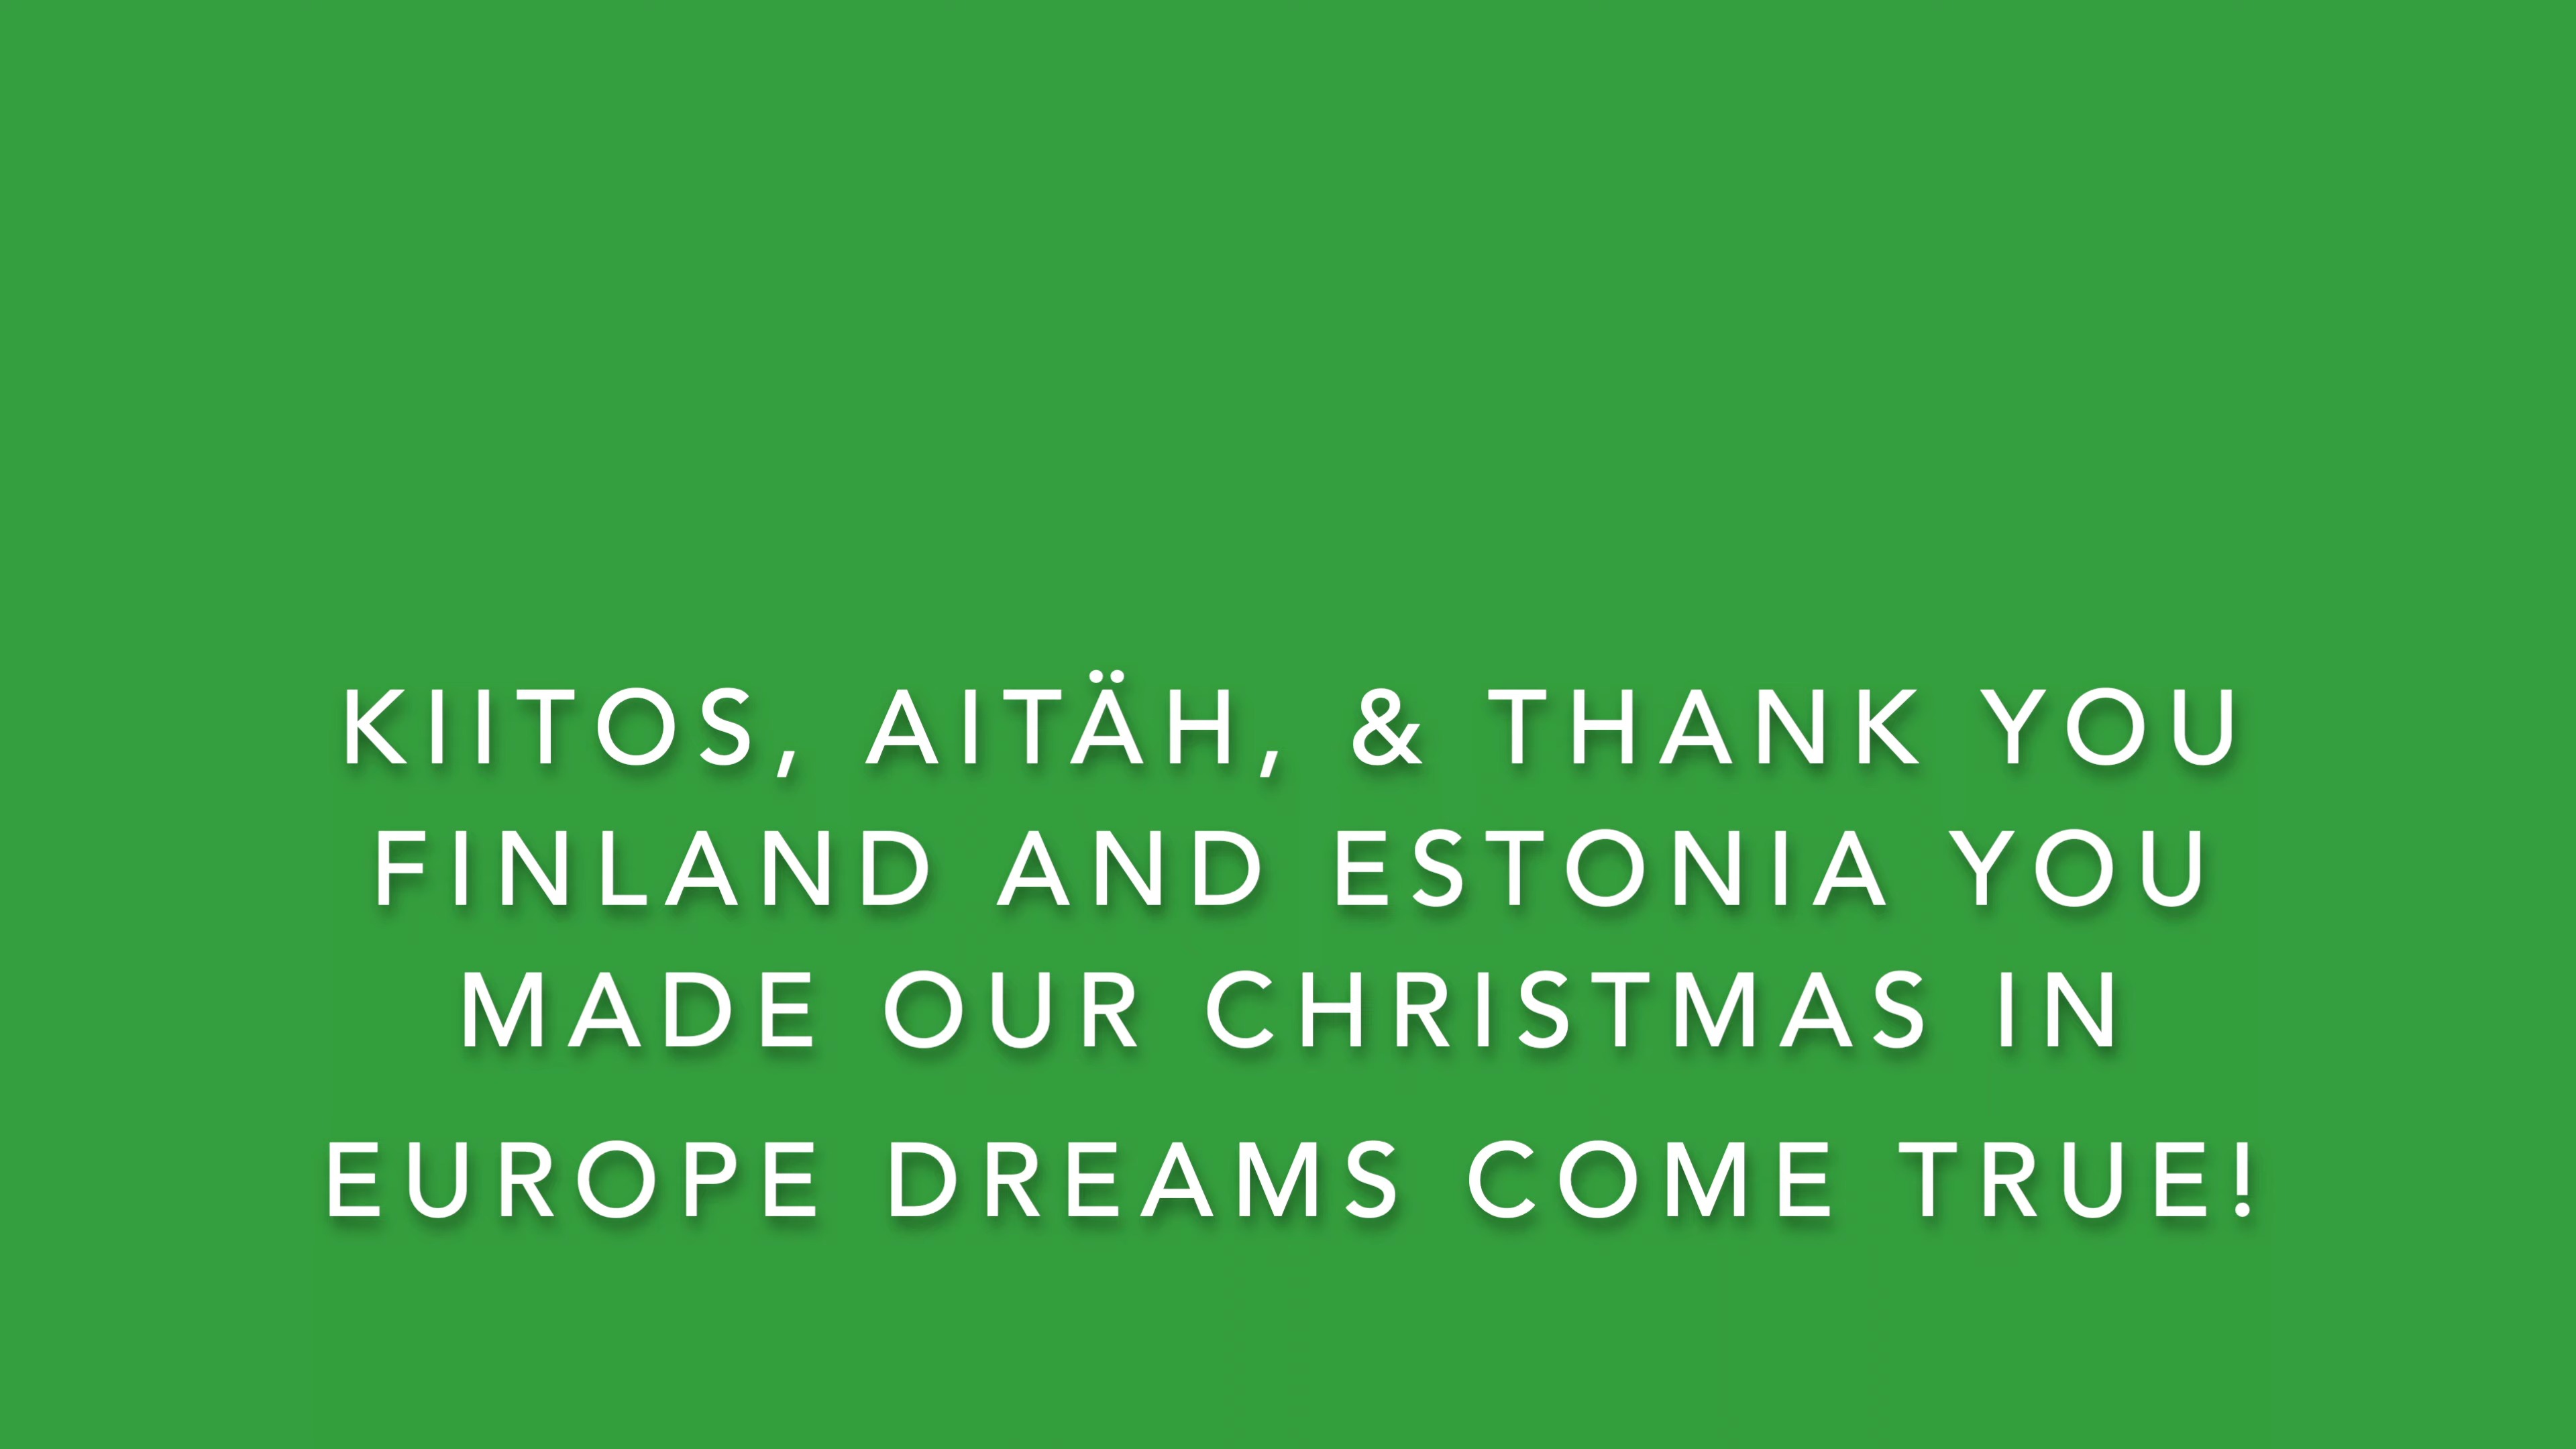 KIITOS, AITÄH, & THANK YOU
FINLAND AND ESTONIA YOU
MADE OUR CHRISTMAS IN
EUROPE DREAMS COME TRUE!